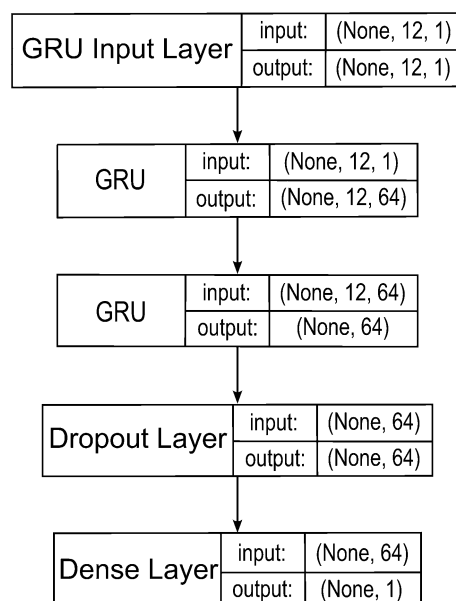 GRU Input Layer
input: (None, 12, 1)
output: (None, 12, 1)
GRU
input: (None, 12, 1)
output: (None, 12, 64)
GRU
input: (None, 12, 64)
output: (None, 64)
Dropout Layer
input: (None, 64)
output: (None, 64)
Dense Layer
input: (None, 64)
output: (None, 1)